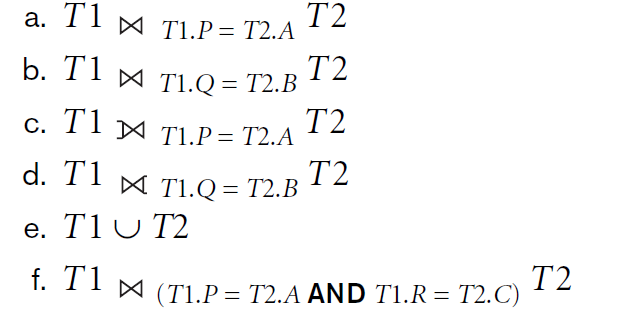 a. T1 ⋈ T1.P = T2.A T2
b. T1 ⋈ T1.Q = T2.B T2
c. T1 ⟕ T1.P = T2.A T2
d. T1 ⟖ T1.Q = T2.B T2
e. T1 ∪ T2
f. T1 ⋈ (T1.P = T2.A AND T1.R = T2.C) T2